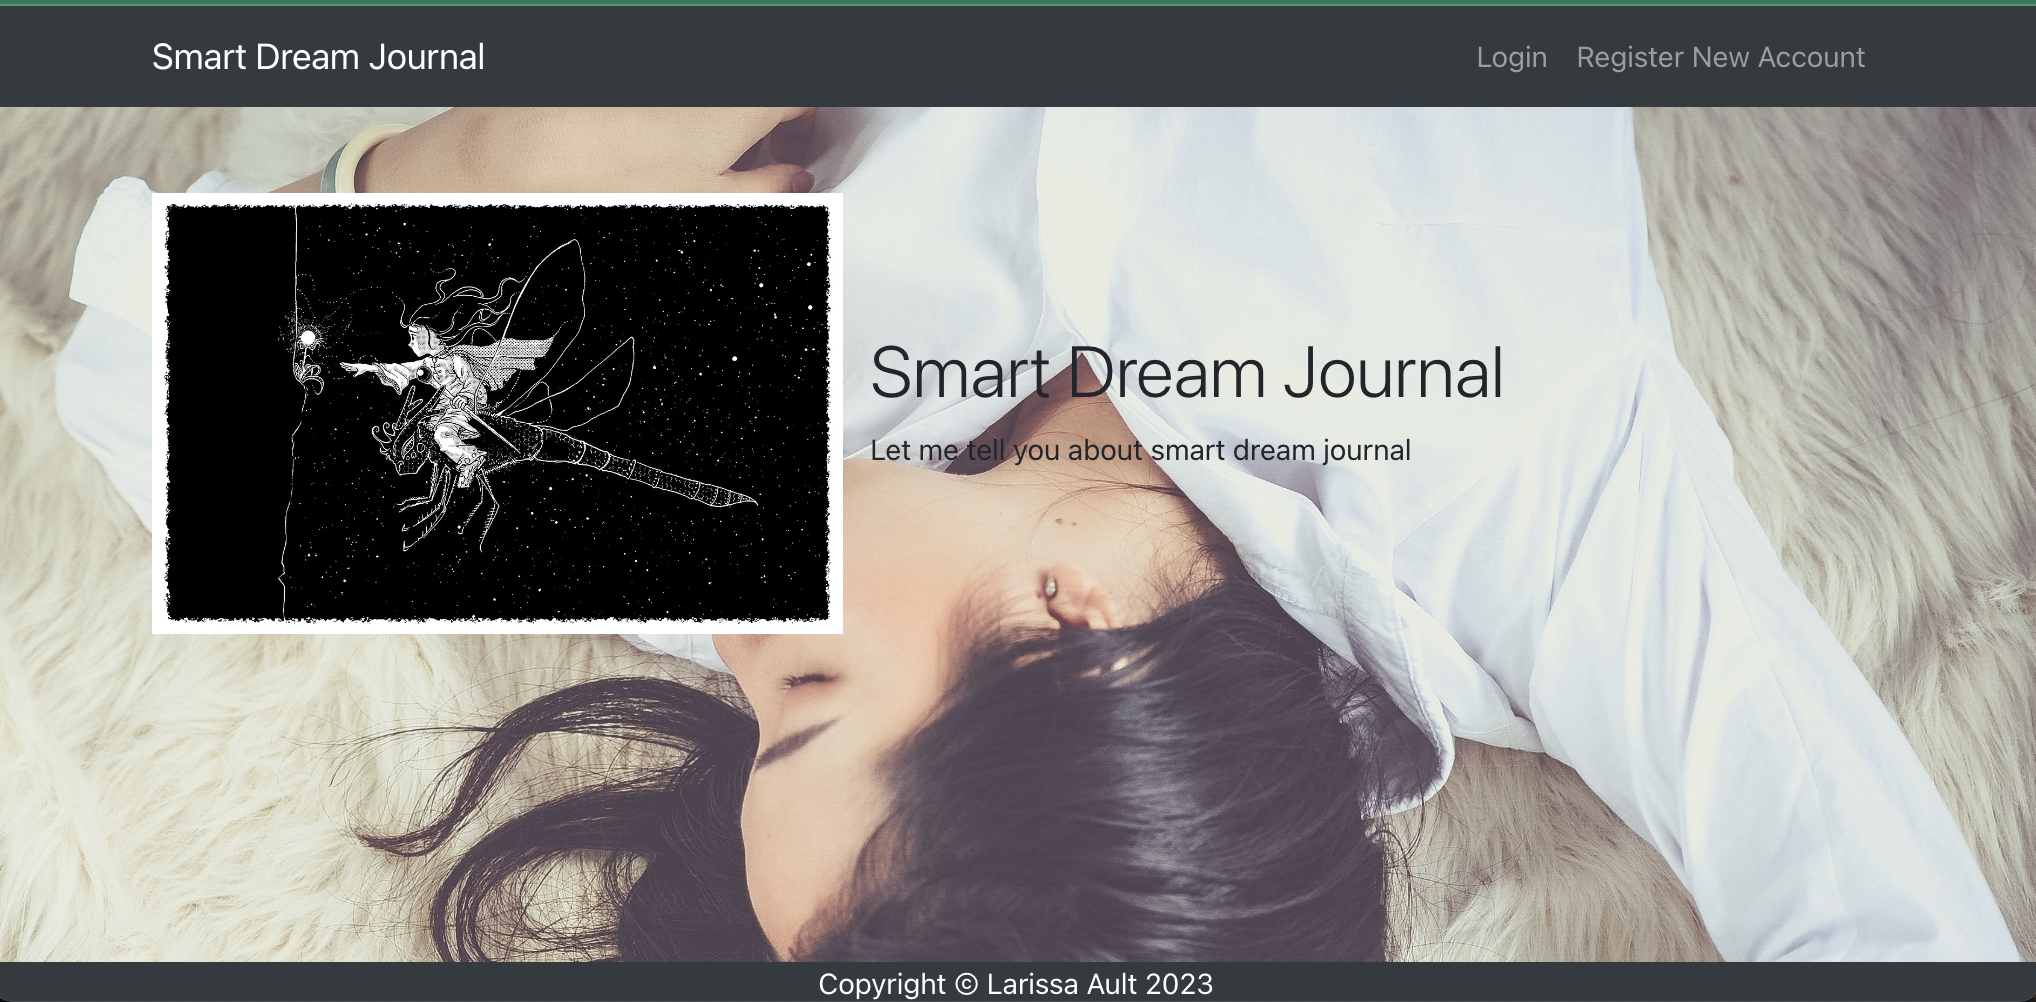 Smart Dream Journal
Login
Register New Account
Smart Dream Journal
Let me tell you about smart dream journal
Copyright © Larissa Ault 2023